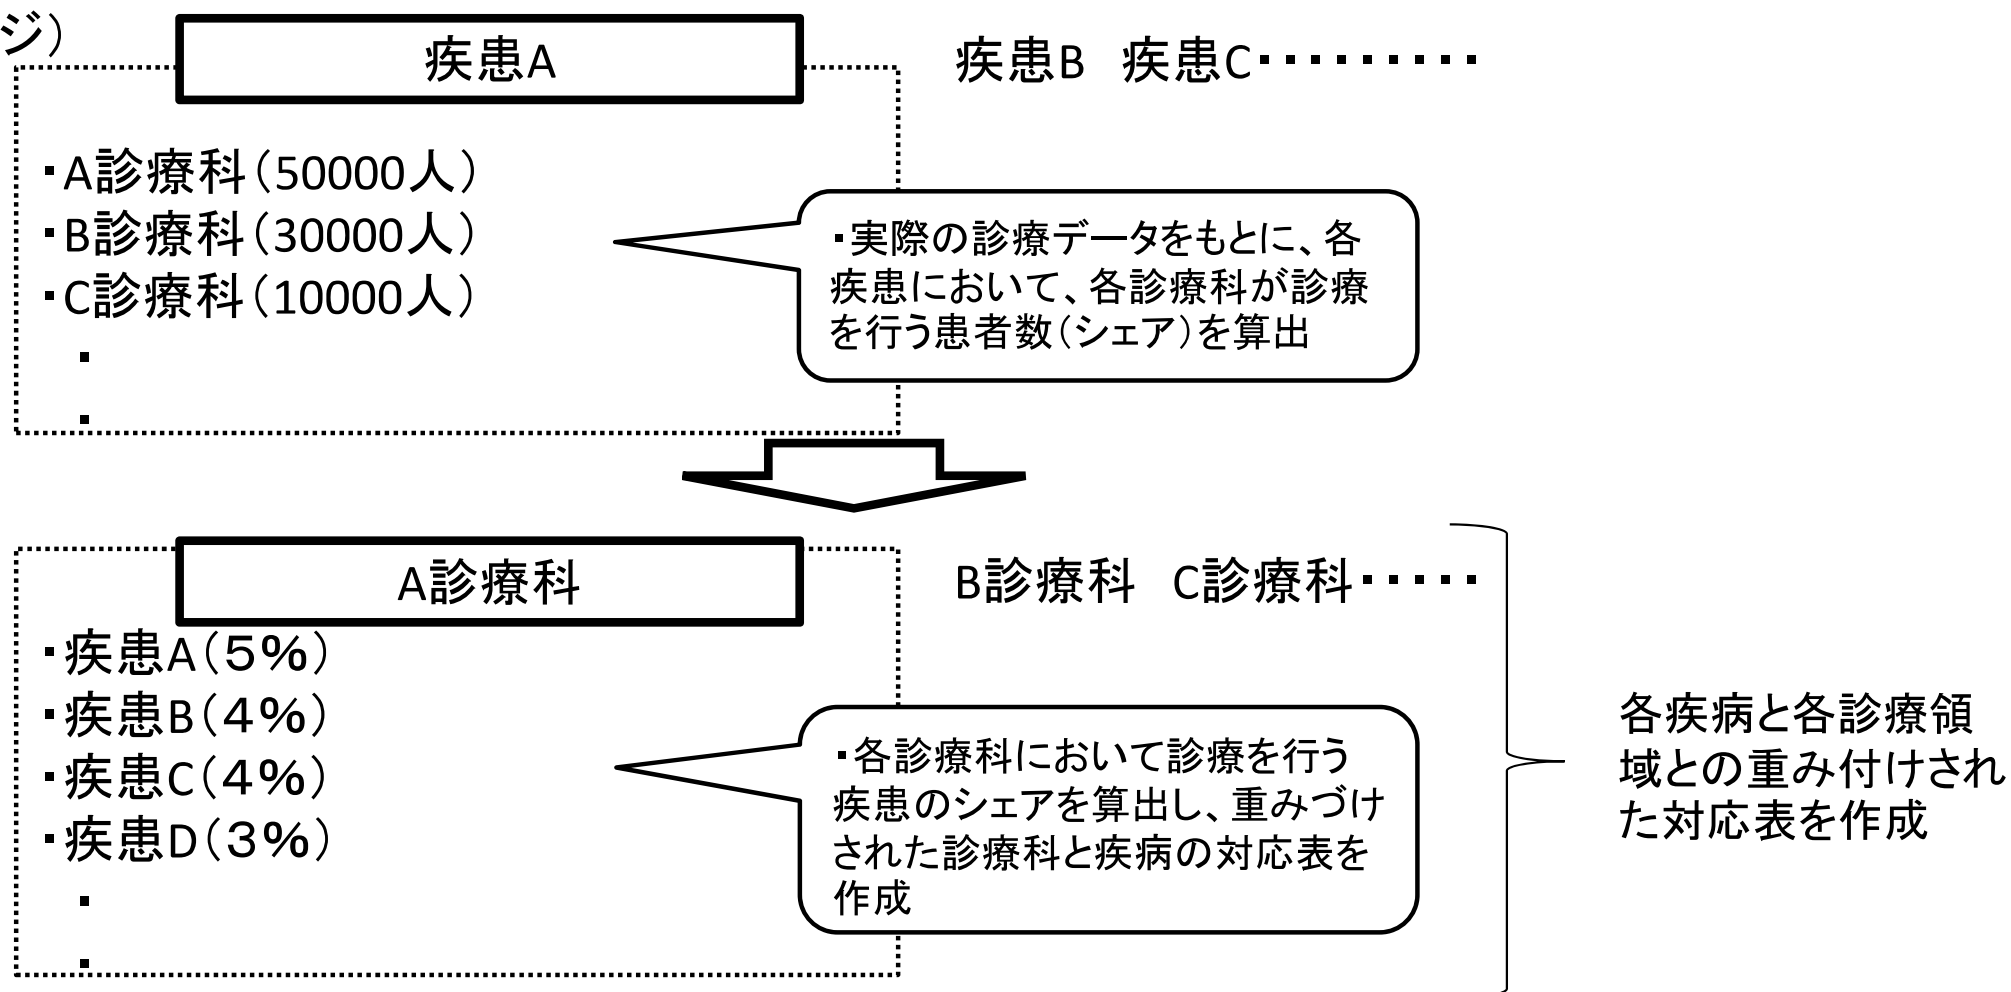 ジ）
疾患A
疾患B　疾患C・・・・・・・・・
・A診療科（50000人）
・B診療科（30000人）
・C診療科（10000人）
・
・
・実際の診療データをもとに、各
疾患において、各診療科が診療
を行う患者数（シェア）を算出
A診療科
B診療科　C診療科・・・・・
・疾患A（５％）
・疾患B（４％）
・疾患C（４％）
・疾患D（３％）
・
・
・各診療科において診療を行う
疾患のシェアを算出し、重みづけ
された診療科と疾病の対応表を
作成
各疾病と各診療領
域との重み付けされ
た対応表を作成